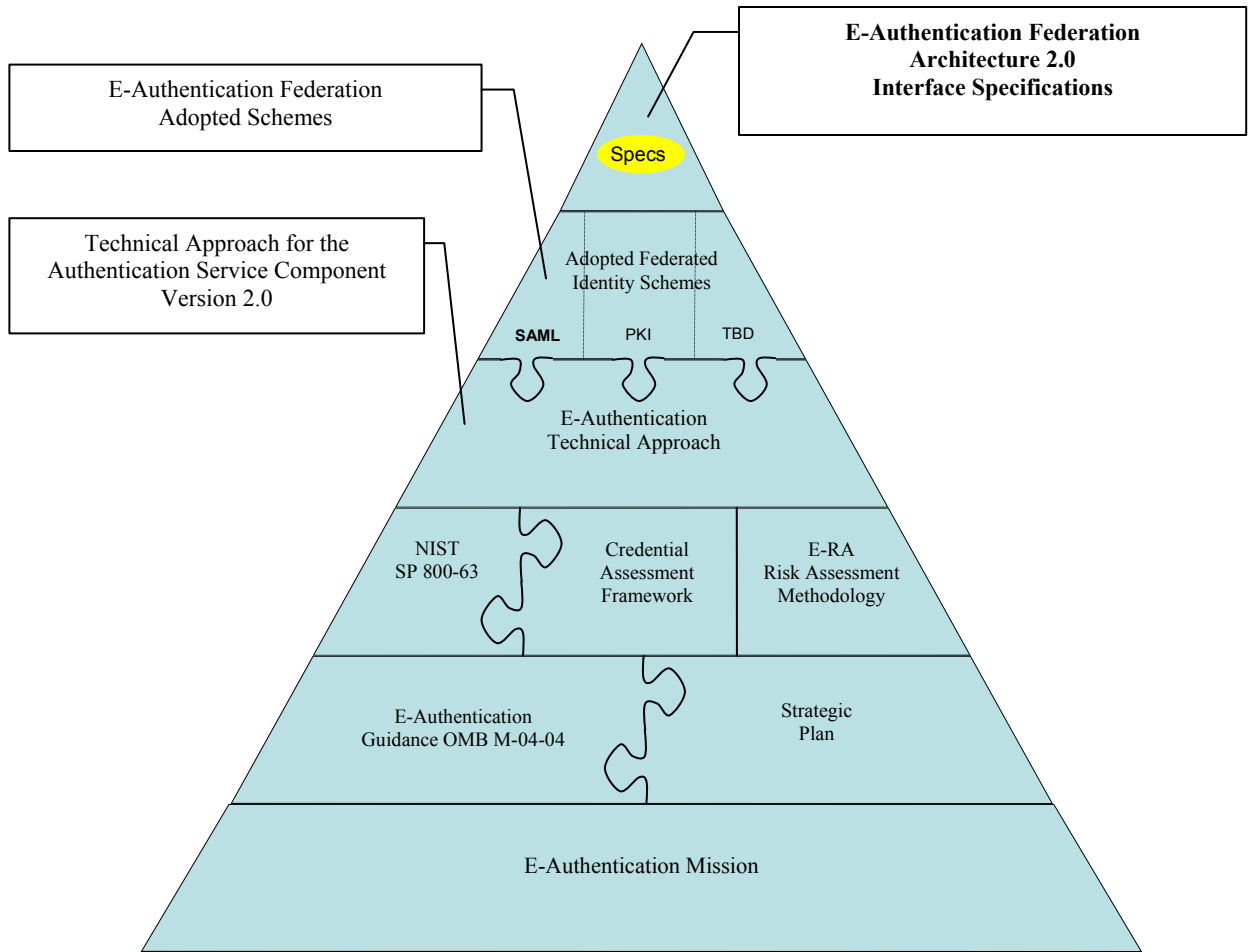 E-Authentication Federation
Architecture 2.0
Interface Specifications
E-Authentication Federation
Adopted Schemes
Specs
Technical Approach for the
Authentication Service Component
Version 2.0
Adopted Federated
Identity Schemes
SAML
PKI
TBD
E-Authentication
Technical Approach
NIST
SP 800-63
Credential
Assessment
Framework
E-RA
Risk Assessment
Methodology
E-Authentication
Guidance OMB M-04-04
Strategic
Plan
E-Authentication Mission